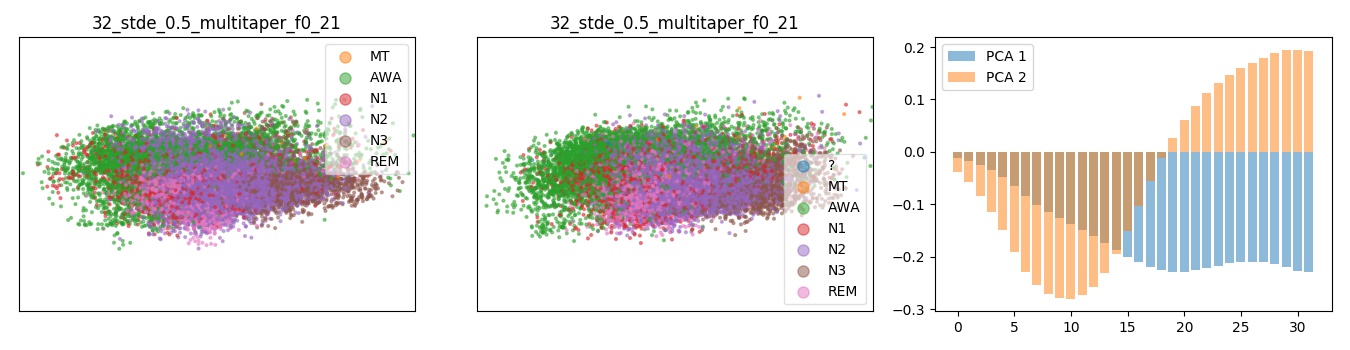 32_stde_0.5_multitaper_f0_21
MT
AWA
N1
N2
N3
REM
32_stde_0.5_multitaper_f0_21
?
MT
AWA
N1
N2
N3
REM
PCA 1
PCA 2
0.2
0.1
0.0
−0.1
−0.2
−0.3
0 5 10 15 20 25 30